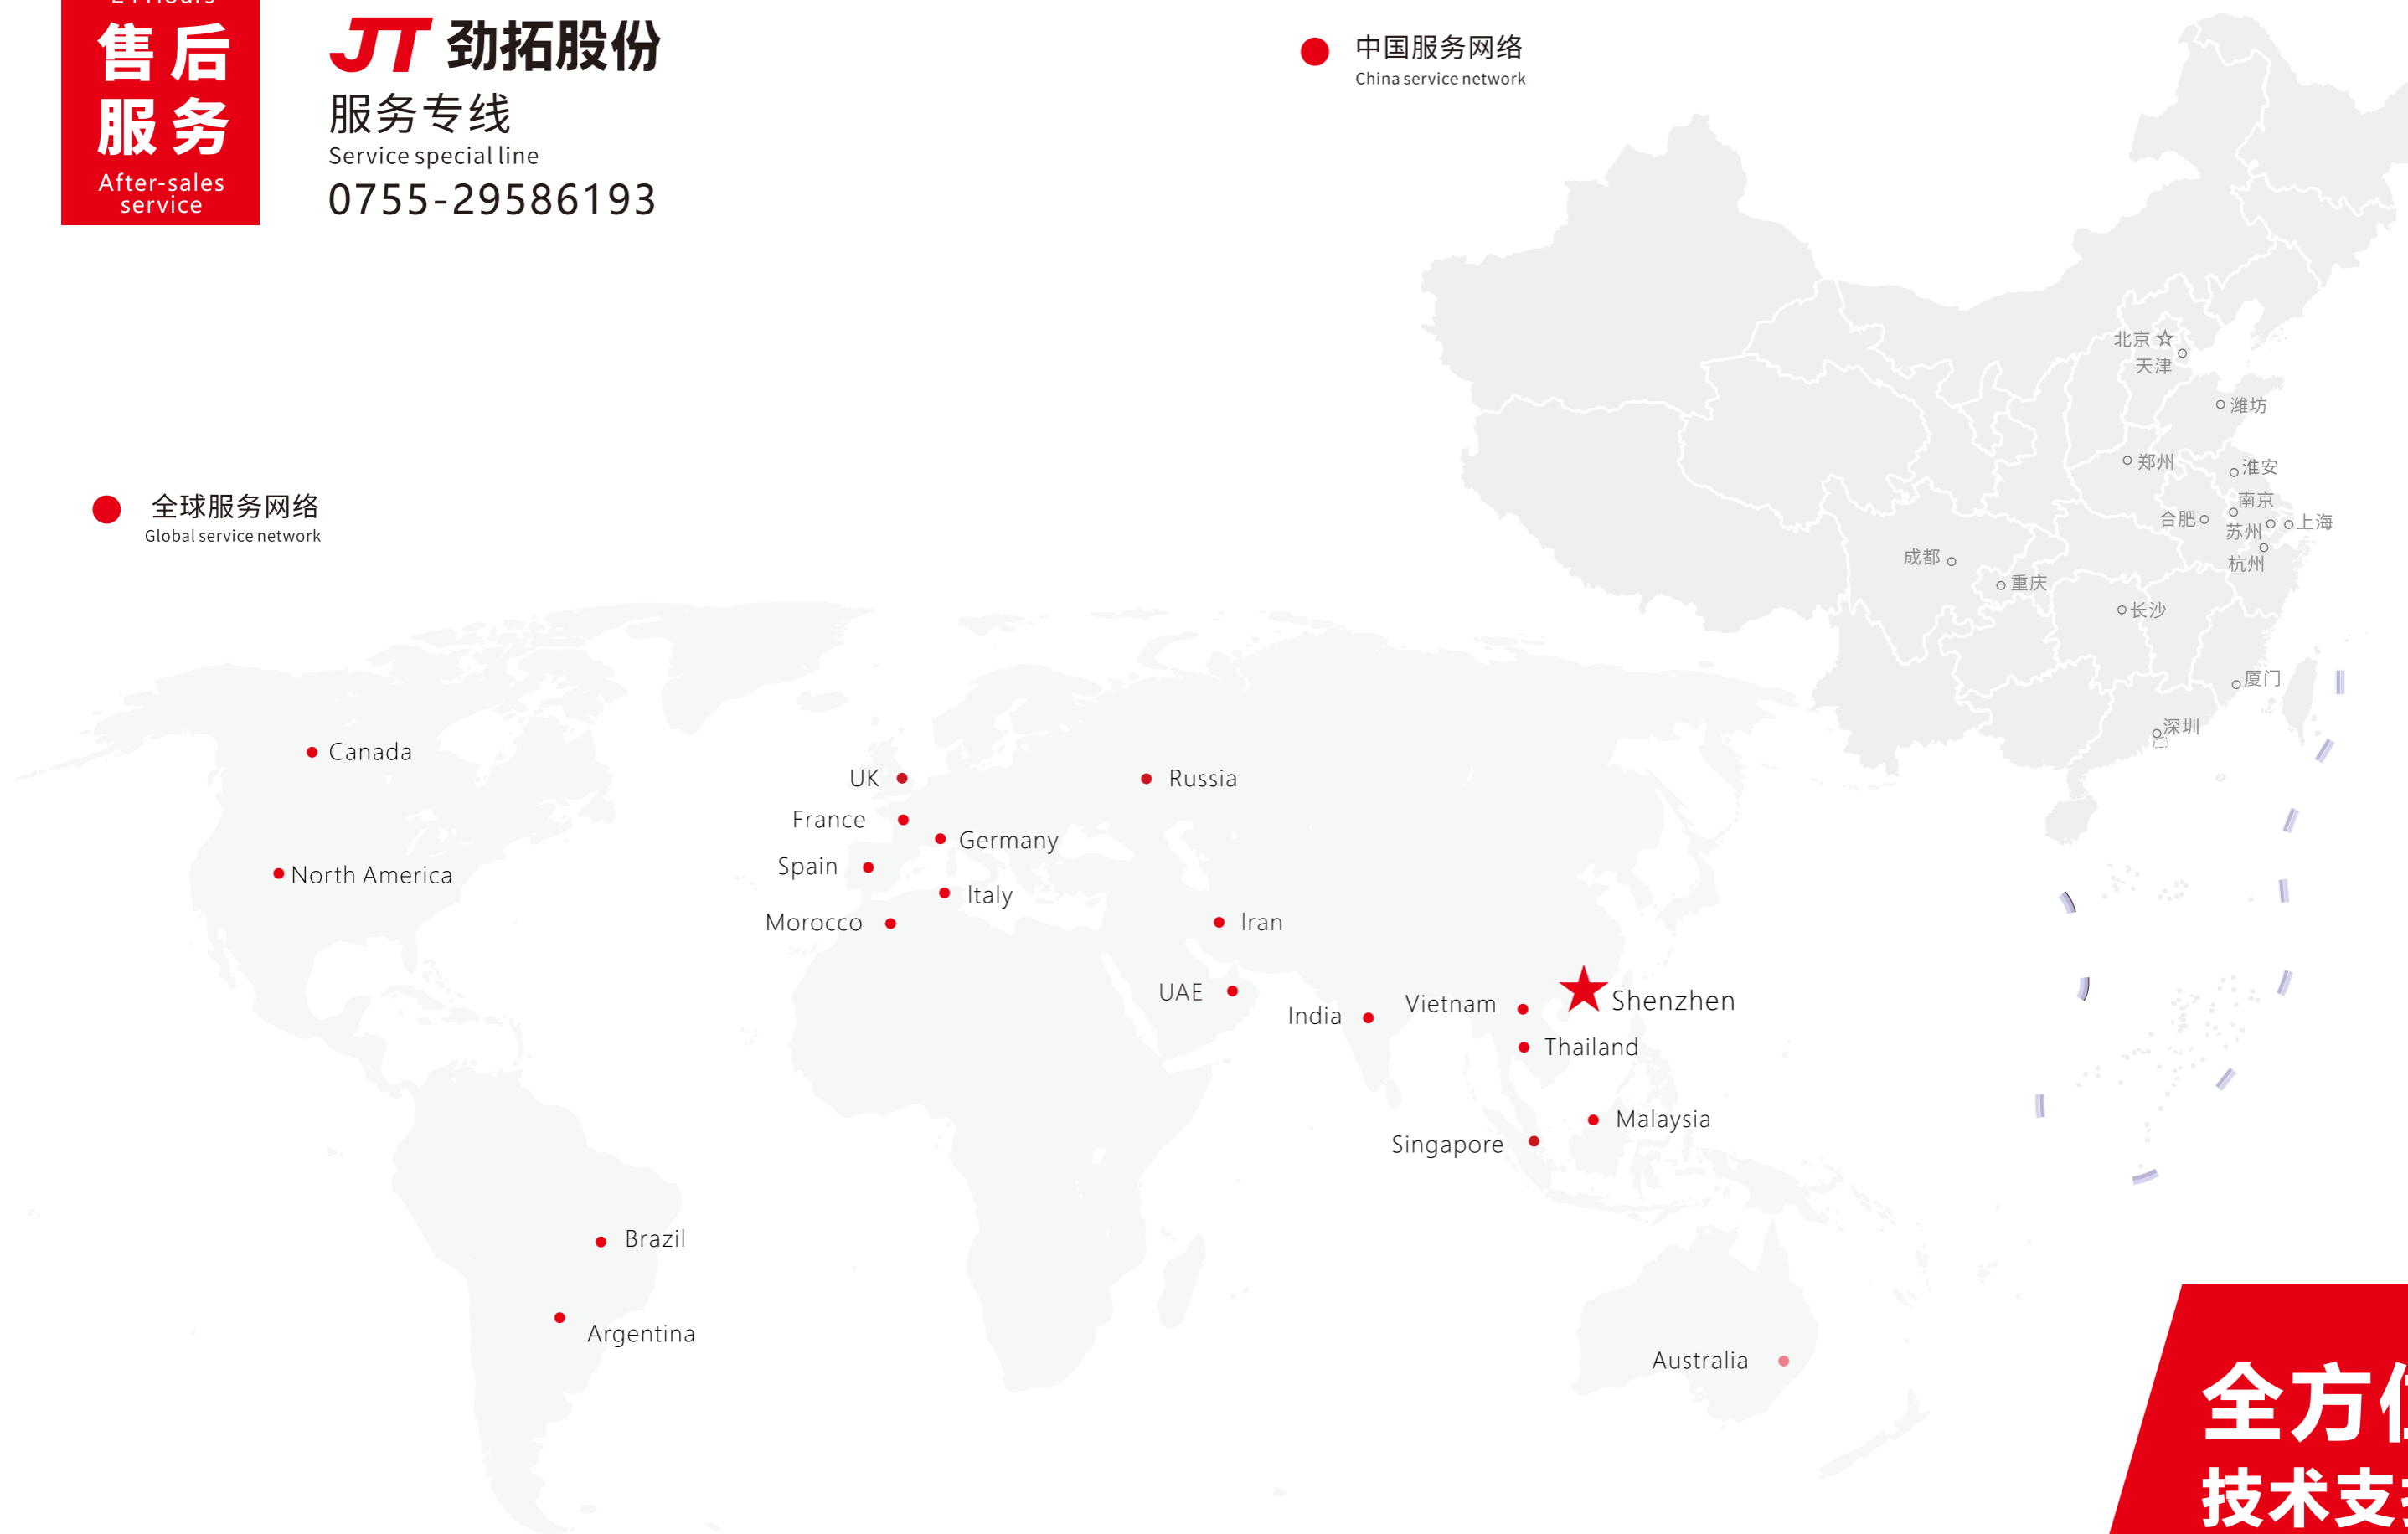 24 Hours
售后
服务
After-sales
service
JT 劲拓股份
服务专线
Service special line
0755-29586193
中国服务网络
China service network
北京
天津
潍坊
郑州
淮安
南京
合肥
苏州
上海
杭州
成都
重庆
长沙
厦门
深圳
全球服务网络
Global service network
Canada
North America
UK
Russia
France
Germany
Spain
Italy
Morocco
Iran
UAE
India
Vietnam
Shenzhen
Thailand
Malaysia
Singapore
Brazil
Argentina
Australia
全方位
技术支持